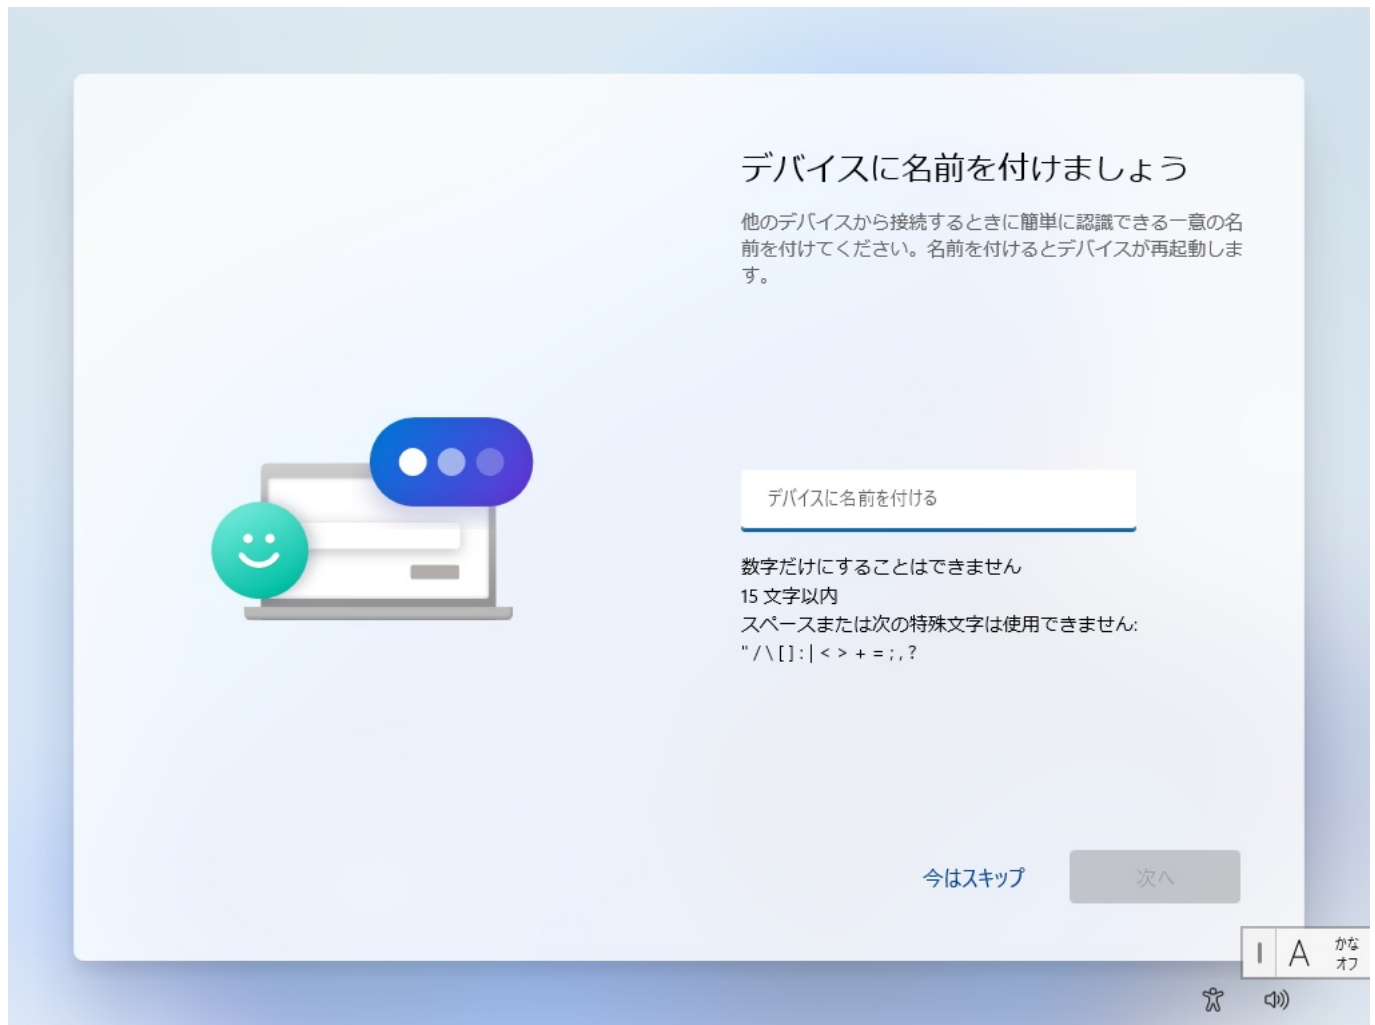 デバイスに名前を付けましょう
他のデバイスから接続するときに簡単に認識できる一意の名
前を付けてください。名前を付けるとデバイスが再起動しま
す。
デバイスに名前を付ける
数字だけにすることはできません
15 文字以内
スペースまたは次の特殊文字は使用できません:
" / \ [ ] : | < > + = ; , ?
今はスキップ
次へ
A
かな
オフ